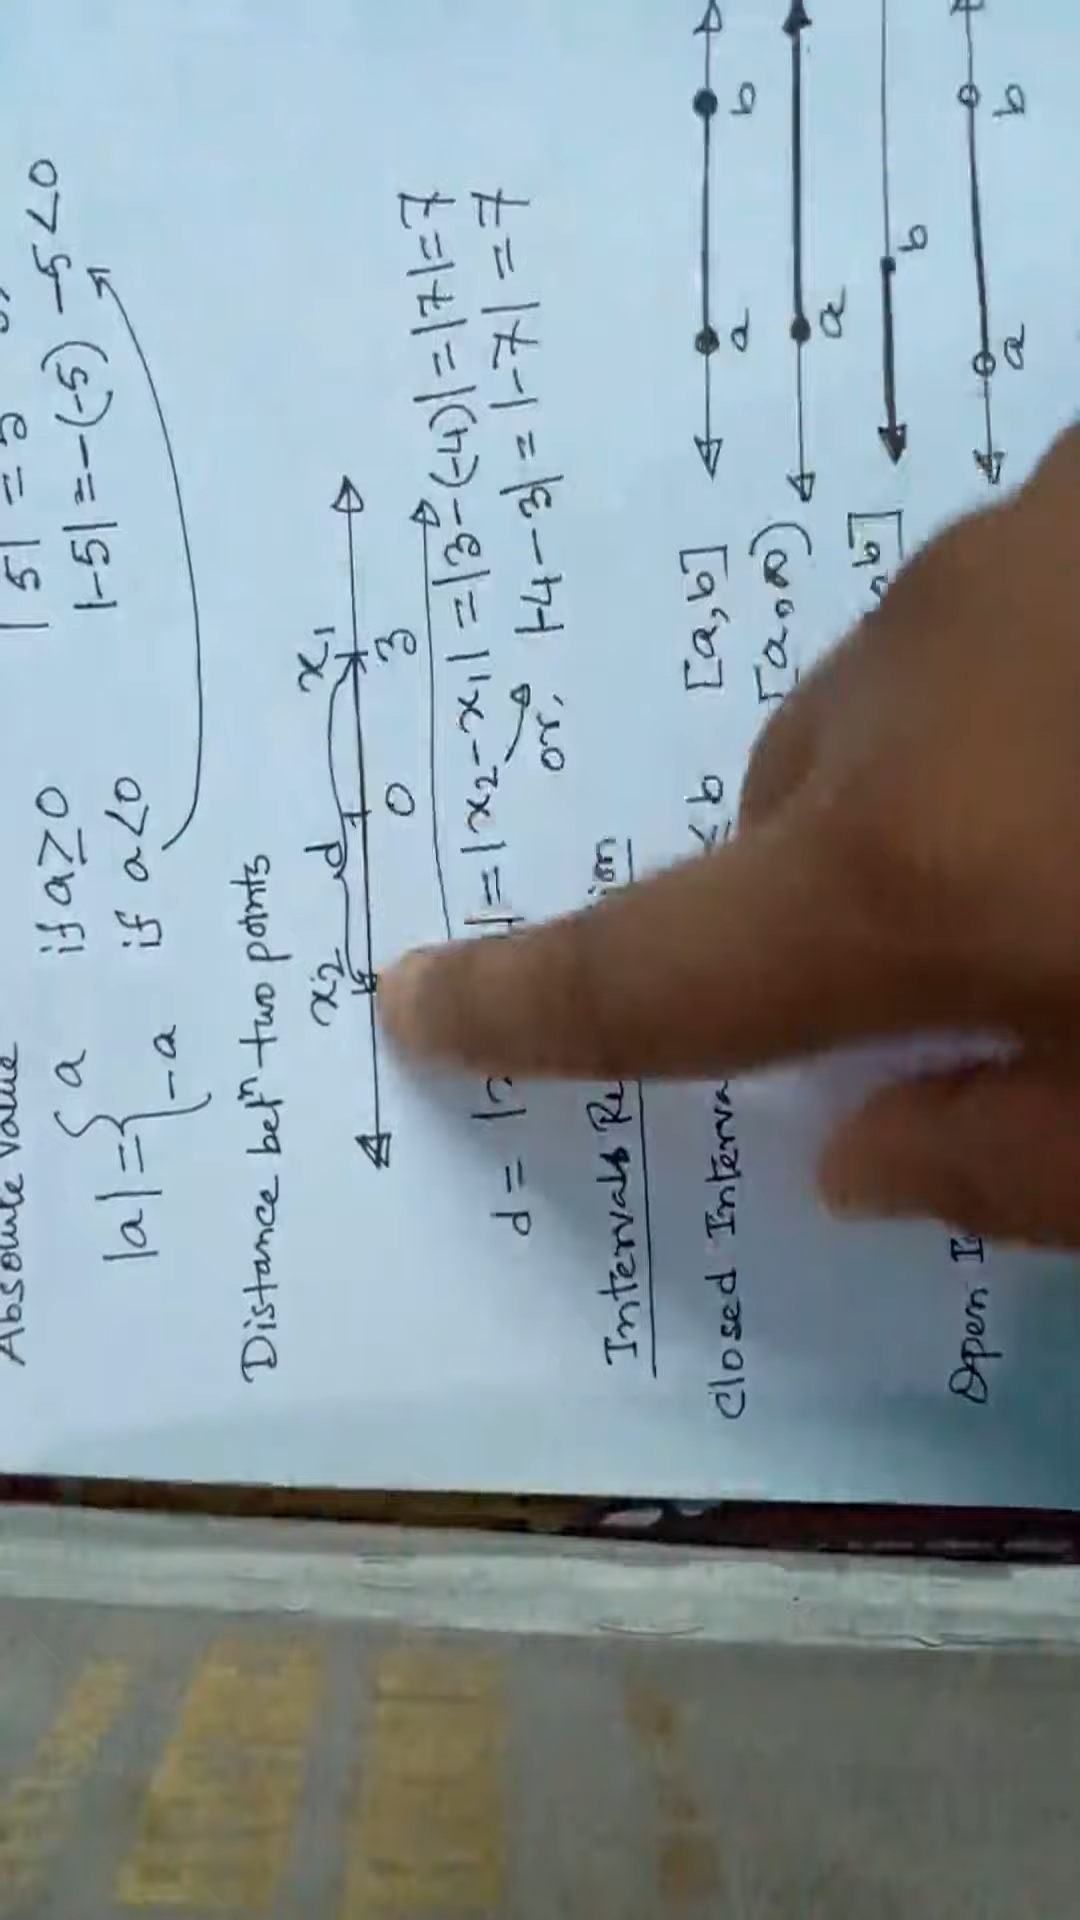 Absolute value
|a| = { a if a ≥ 0 |5| = 5
-a if a < 0 |-5| = -(-5) -5<0
Distance betⁿ two points
x₂ d x₁
0 3
d = = |x₂-x₁| = |3-(-4)| = |7| = 7
or, |-4-3| = |-7| = 7
Intervals
Closed b [a,b] a b
[a,∞) a
b] b
Open a b